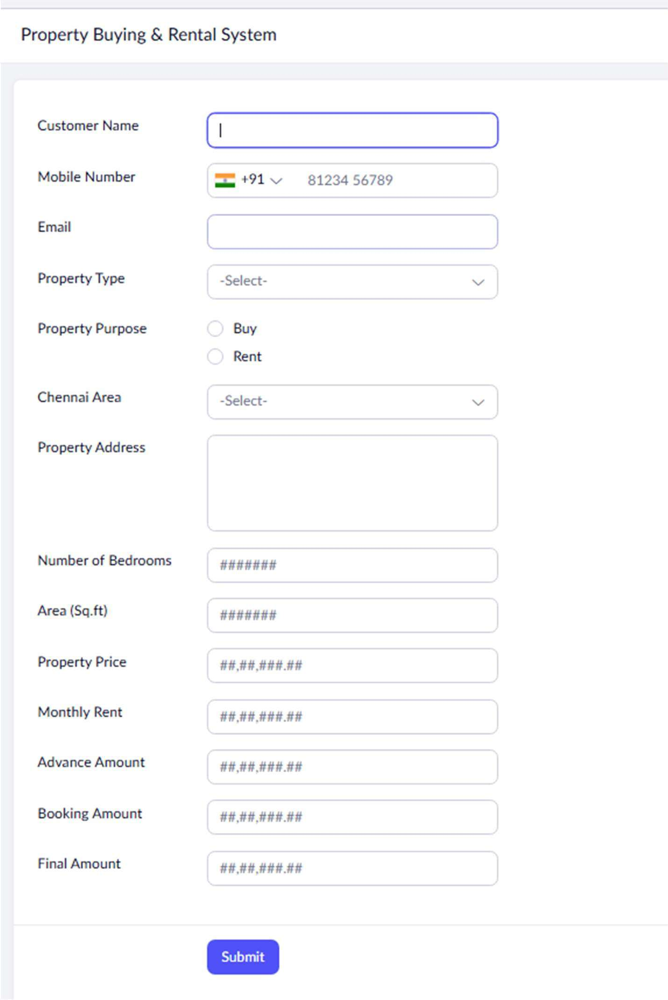 Property Buying & Rental System
Customer Name
Mobile Number
+91 81234 56789
Email
Property Type
-Select-
Property Purpose
Buy
Rent
Chennai Area
-Select-
Property Address
Number of Bedrooms
#######
Area (Sq.ft)
#######
Property Price
##,##,###.##
Monthly Rent
##,##,###.##
Advance Amount
##,##,###.##
Booking Amount
##,##,###.##
Final Amount
##,##,###.##
Submit